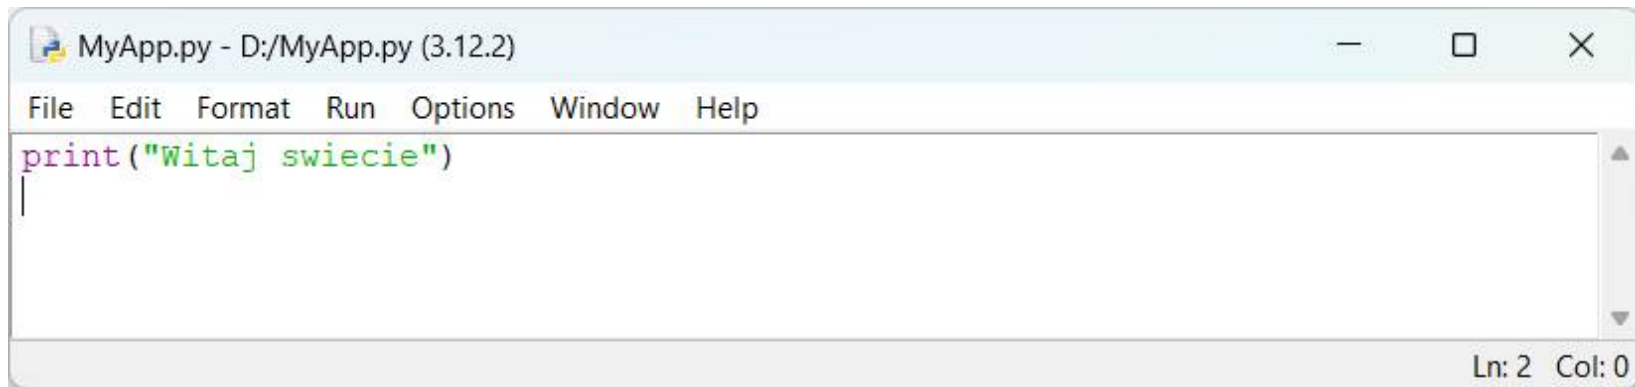 MyApp.py - D:/MyApp.py (3.12.2)
File Edit Format Run Options Window Help
print("Witaj swiecie")
Ln: 2 Col: 0